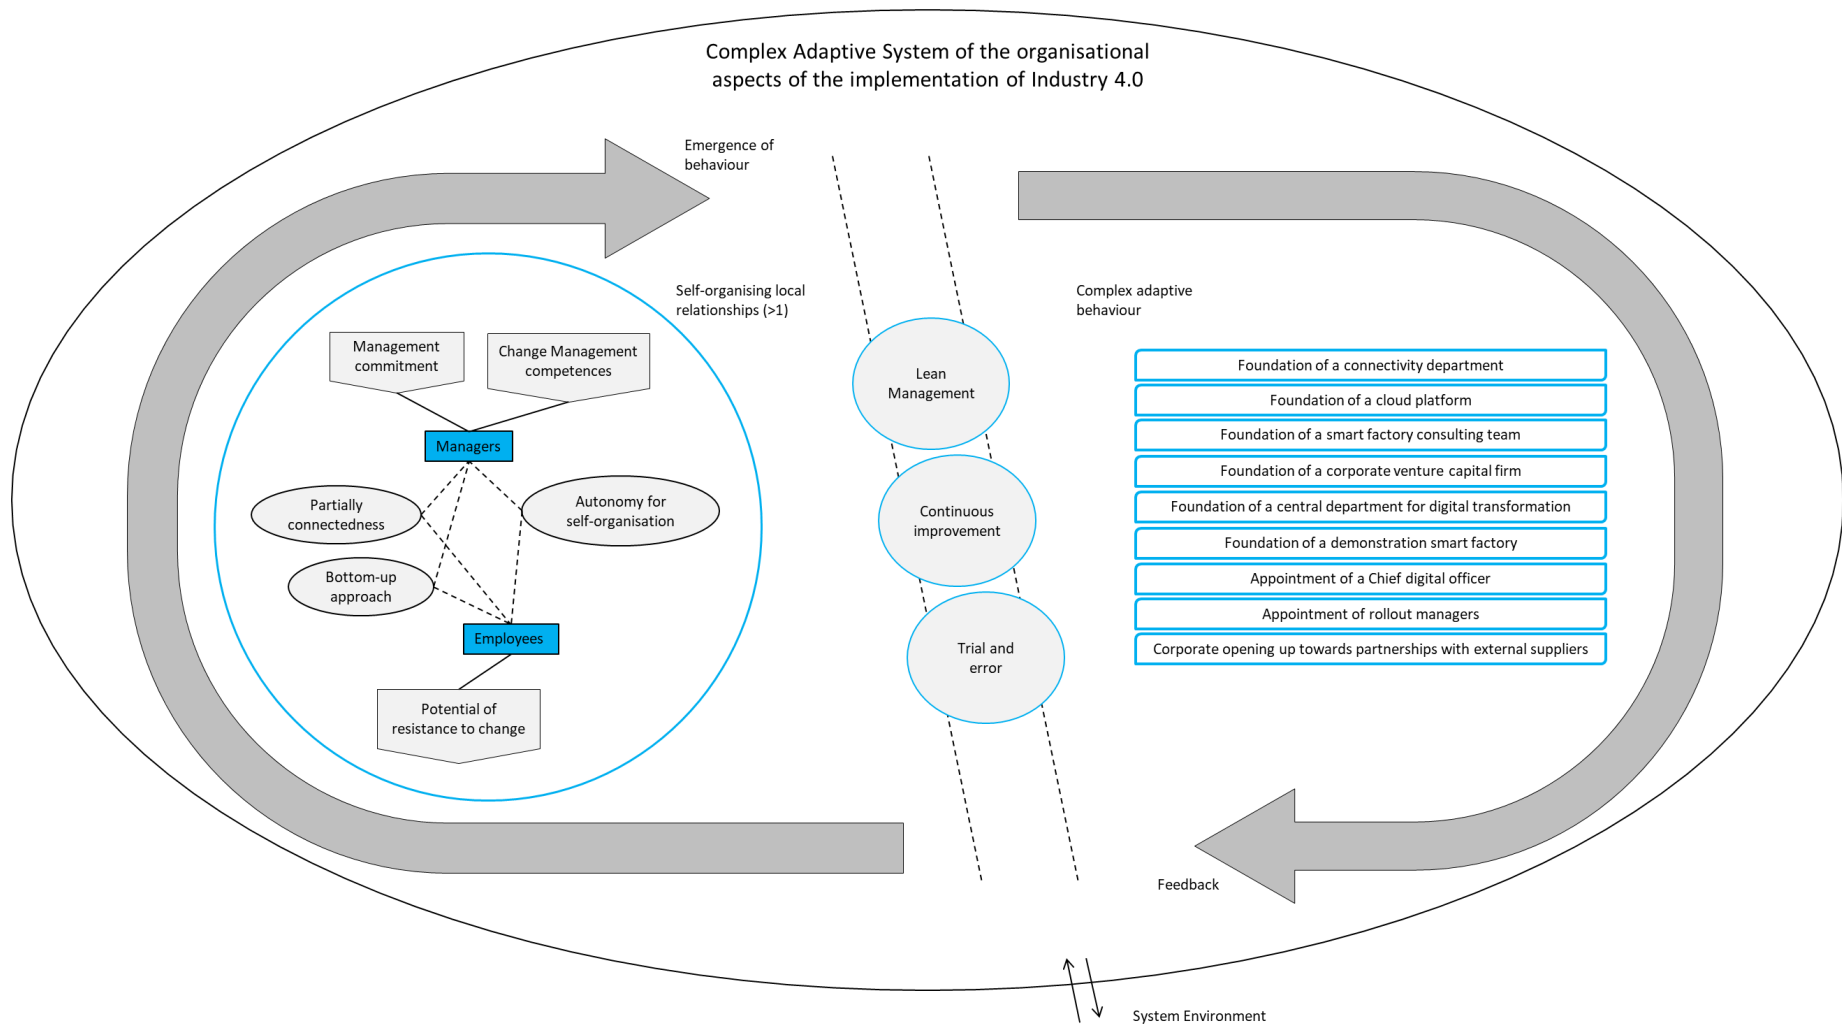 Complex Adaptive System of the organisational
aspects of the implementation of Industry 4.0
Emergence of
behaviour
Self-organising local
relationships (>1)
Management
commitment
Change Management
competences
Managers
Partially
connectedness
Autonomy for
self-organisation
Bottom-up
approach
Employees
Potential of
resistance to change
Lean
Management
Continuous
improvement
Trial and
error
Complex adaptive
behaviour
Foundation of a connectivity department
Foundation of a cloud platform
Foundation of a smart factory consulting team
Foundation of a corporate venture capital firm
Foundation of a central department for digital transformation
Foundation of a demonstration smart factory
Appointment of a Chief digital officer
Appointment of rollout managers
Corporate opening up towards partnerships with external suppliers
Feedback
System Environment